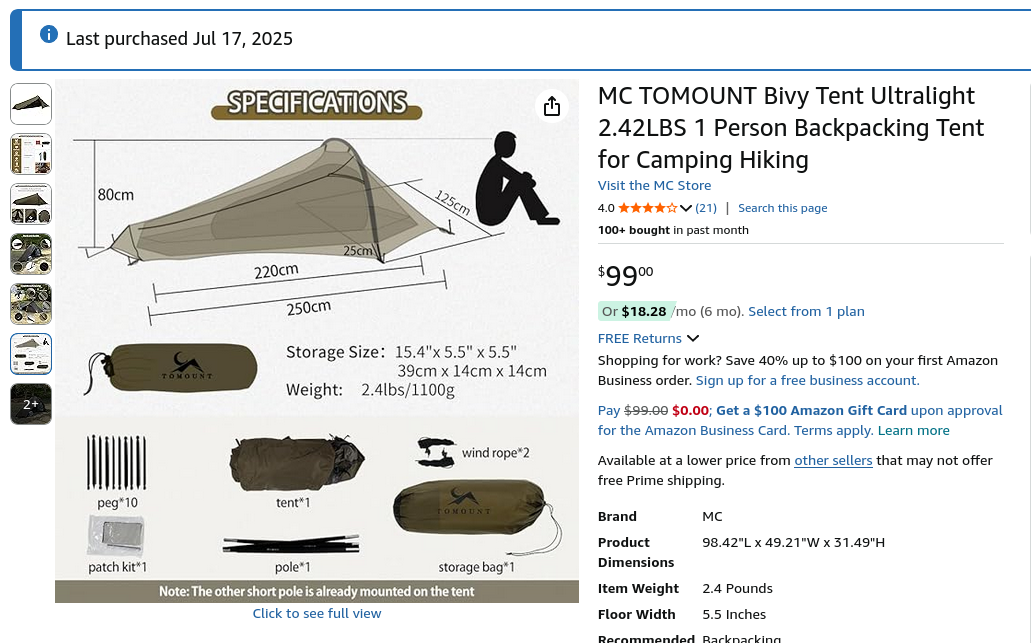 Last purchased Jul 17, 2025
SPECIFICATIONS
80cm
125cm
25cm
220cm
250cm
TOMOUNT
Storage Size: 15.4"x 5.5" x 5.5"
39cm x 14cm x 14cm
Weight: 2.4lbs/1100g
peg*10
tent*1
wind rope*2
TOMOUNT
patch kit*1
pole*1
storage bag*1
Note: The other short pole is already mounted on the tent
Click to see full view
2+
MC TOMOUNT Bivy Tent Ultralight
2.42LBS 1 Person Backpacking Tent
for Camping Hiking
Visit the MC Store
4.0 (21) | Search this page
100+ bought in past month
$99 00
Or $18.28 /mo (6 mo). Select from 1 plan
FREE Returns
Shopping for work? Save 40% up to $100 on your first Amazon
Business order. Sign up for a free business account.
Pay $99.00 $0.00; Get a $100 Amazon Gift Card upon approval
for the Amazon Business Card. Terms apply. Learn more
Available at a lower price from other sellers that may not offer
free Prime shipping.
Brand MC
Product Dimensions 98.42"L x 49.21"W x 31.49"H
Item Weight 2.4 Pounds
Floor Width 5.5 Inches
Recommended Backpacking